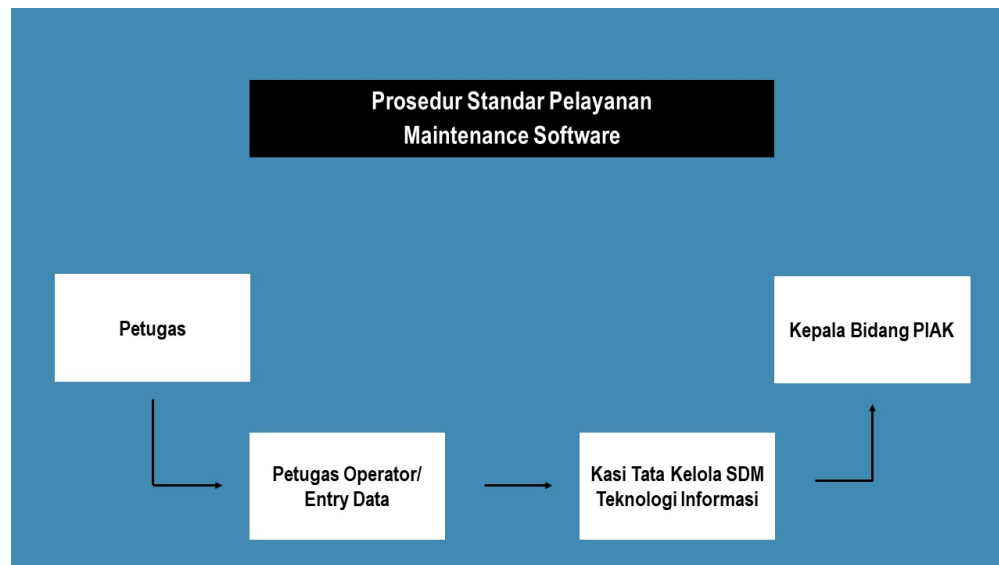 Prosedur Standar Pelayanan
Maintenance Software
Petugas
Kepala Bidang PIAK
Petugas Operator/
Entry Data
Kasi Tata Kelola SDM
Teknologi Informasi